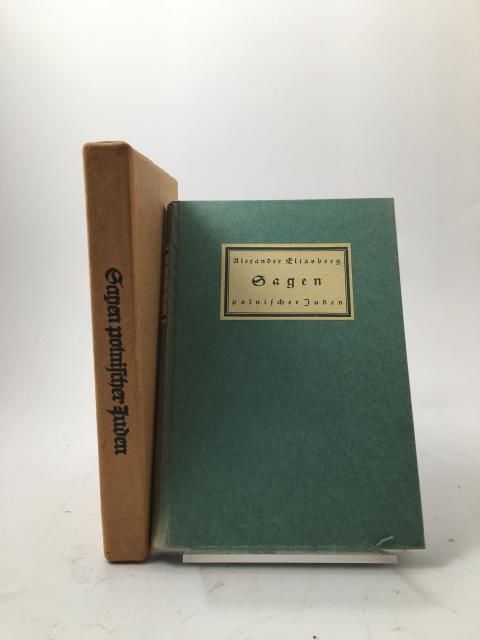 Sagen polnischer Juden
Alexander Eliasberg
Sagen
polnischer Juden